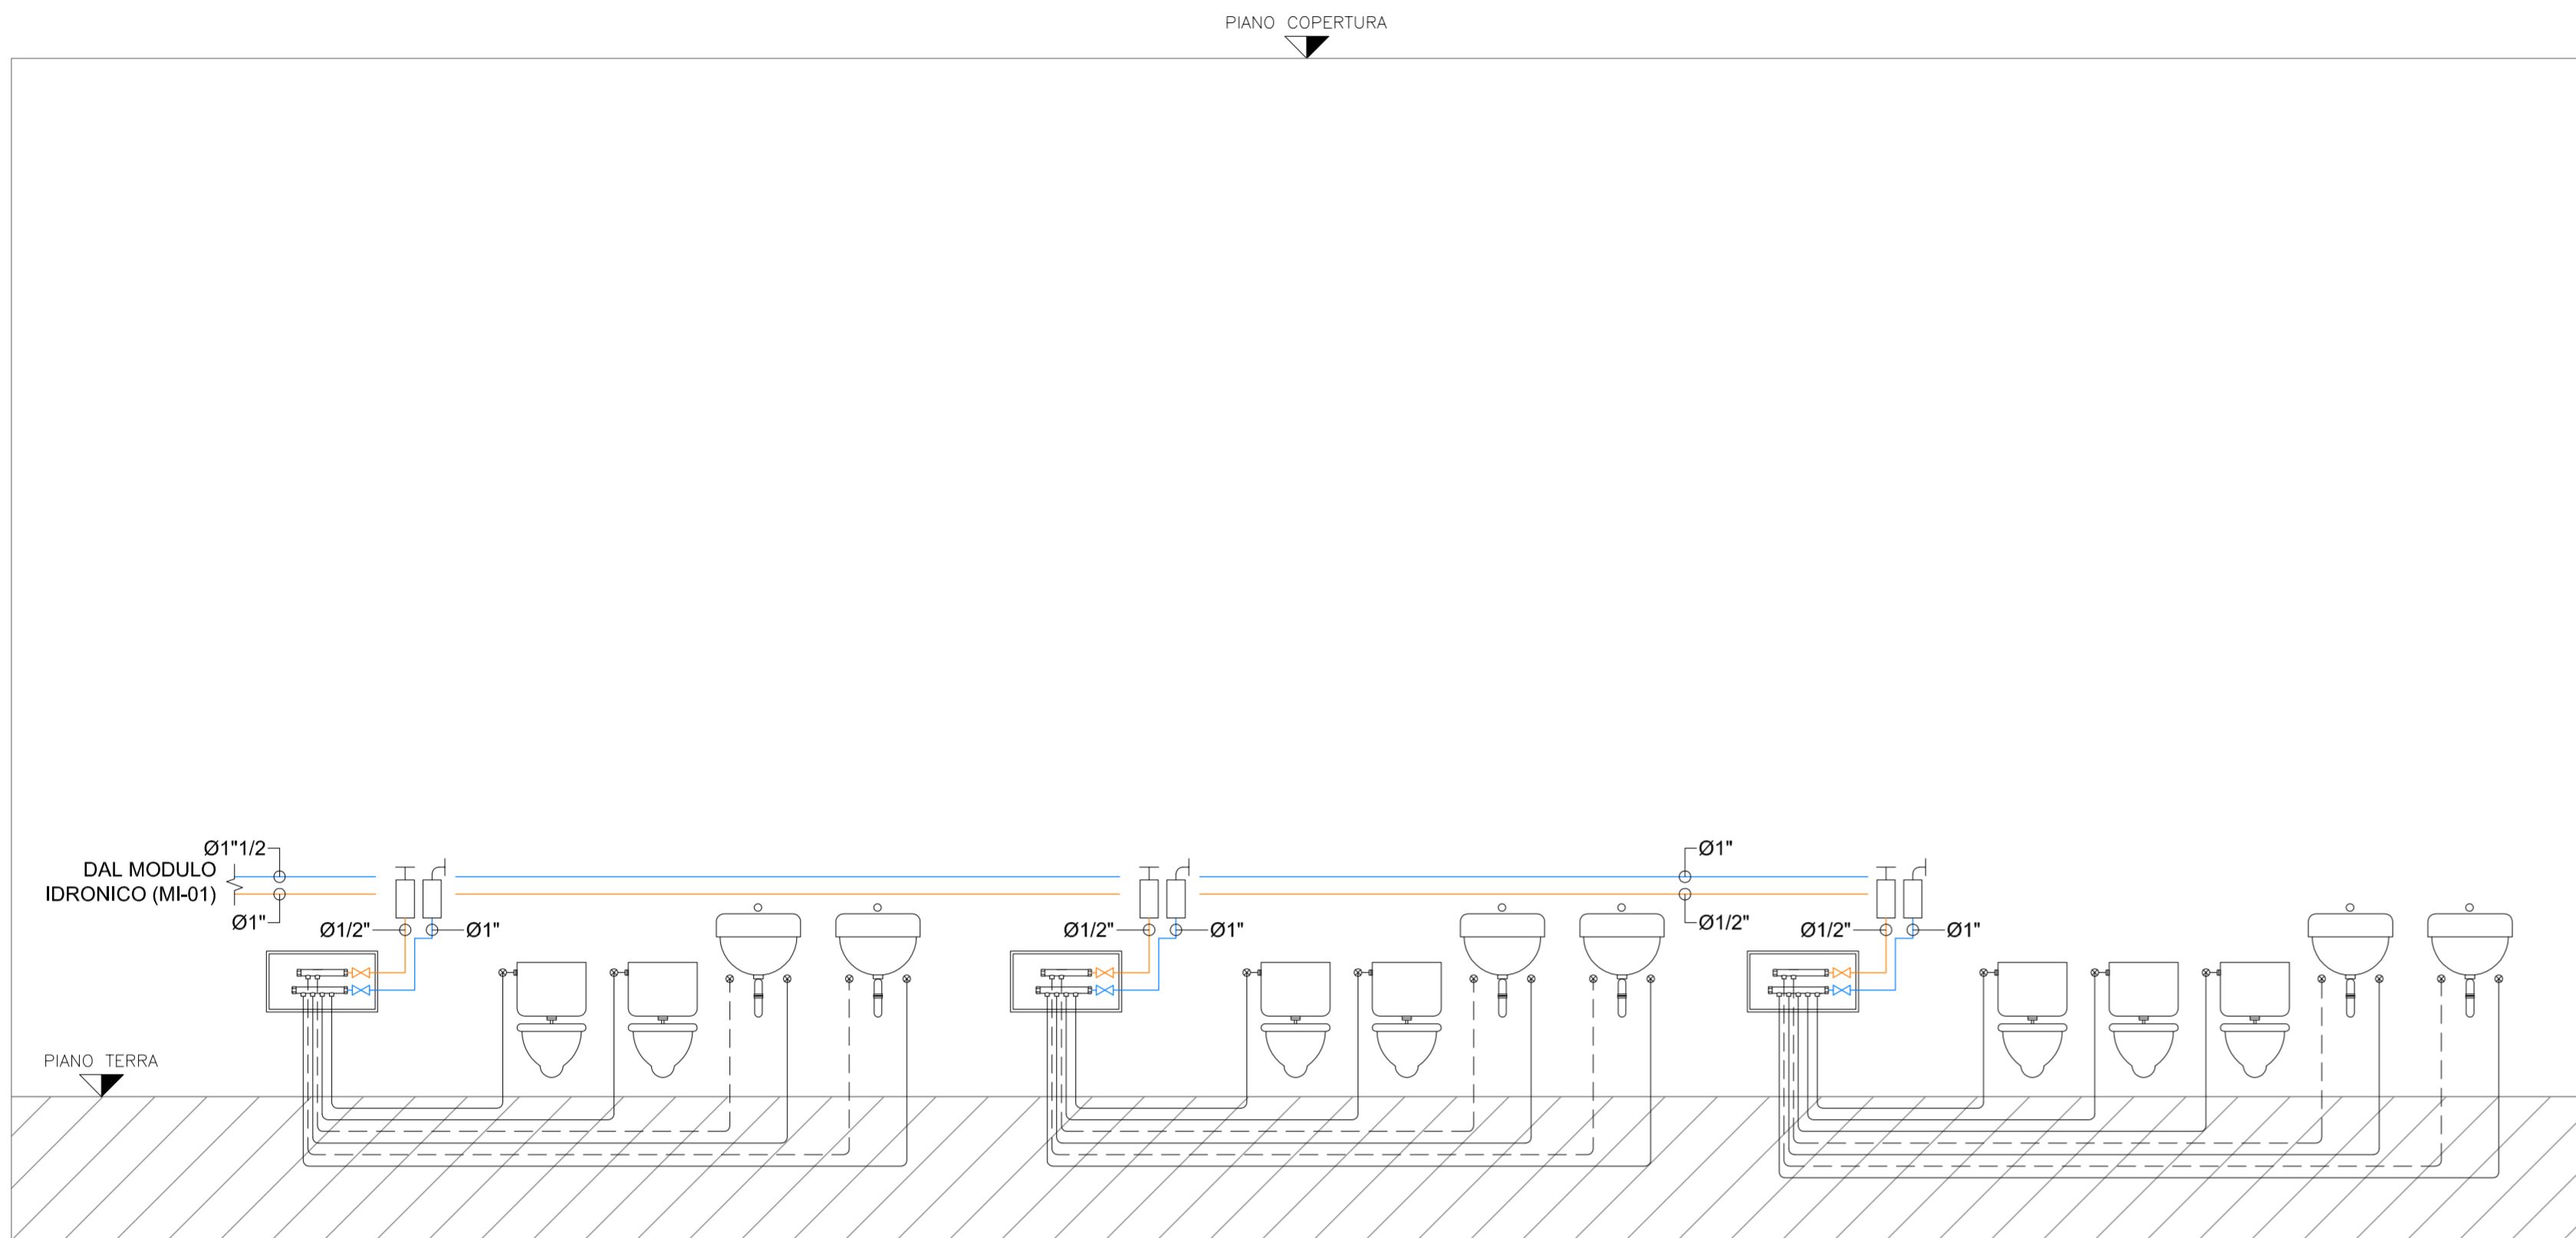 PIANO COPERTURA
Ø1"1/2
DAL MODULO
IDRONICO (MI-01)
Ø1"
Ø1/2"
Ø1"
Ø1/2"
Ø1"
Ø1"
Ø1/2"
Ø1/2"
Ø1"
PIANO TERRA